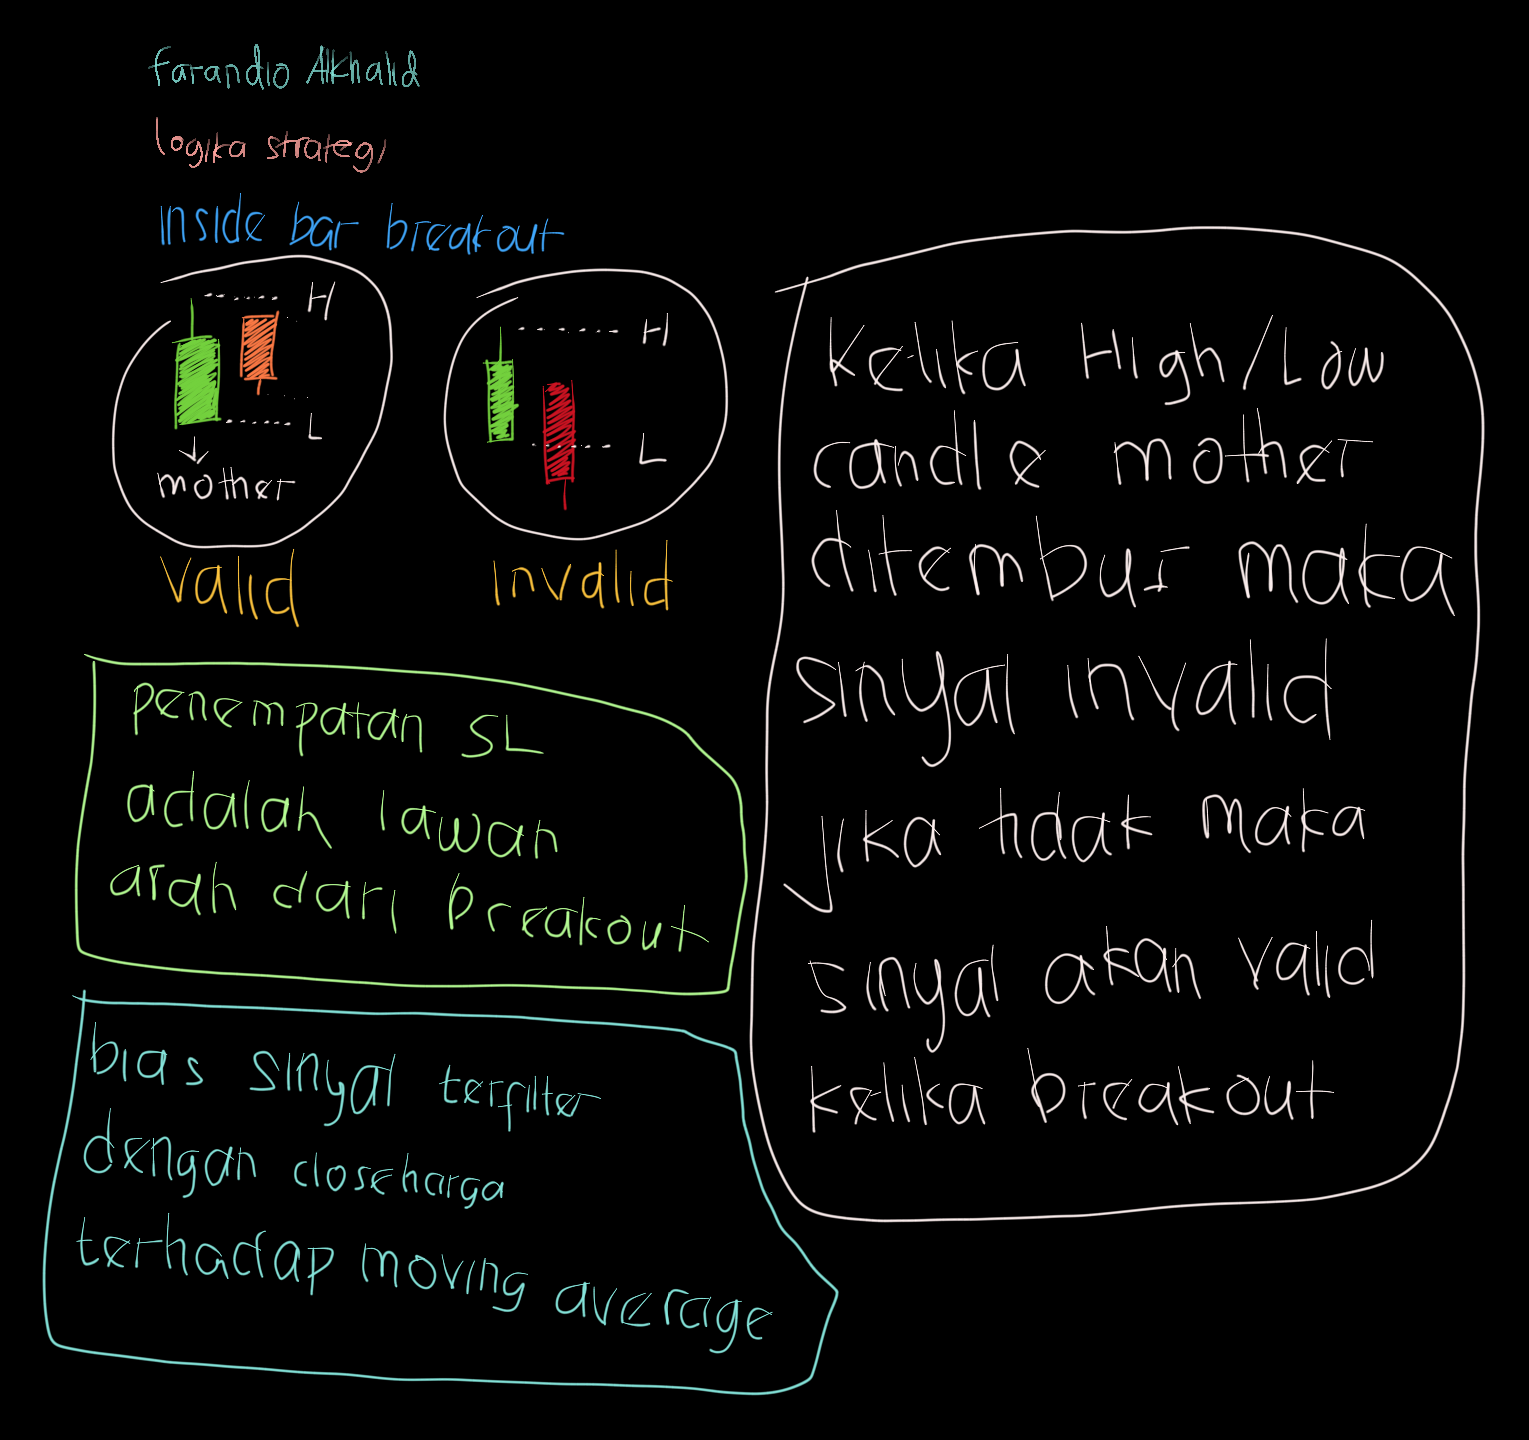 farandio Alkhalid
logika strategi
inside bar breakout
H
L
mother
valid
H
L
invalid
Ketika High/Low
candle mother
ditembus maka
sinyal invalid
jika tidak maka
sinyal akan valid
ketika breakout
penempatan SL
adalah lawan
arah dari breakout
bias sinyal terfilter
dengan close harga
terhadap moving average